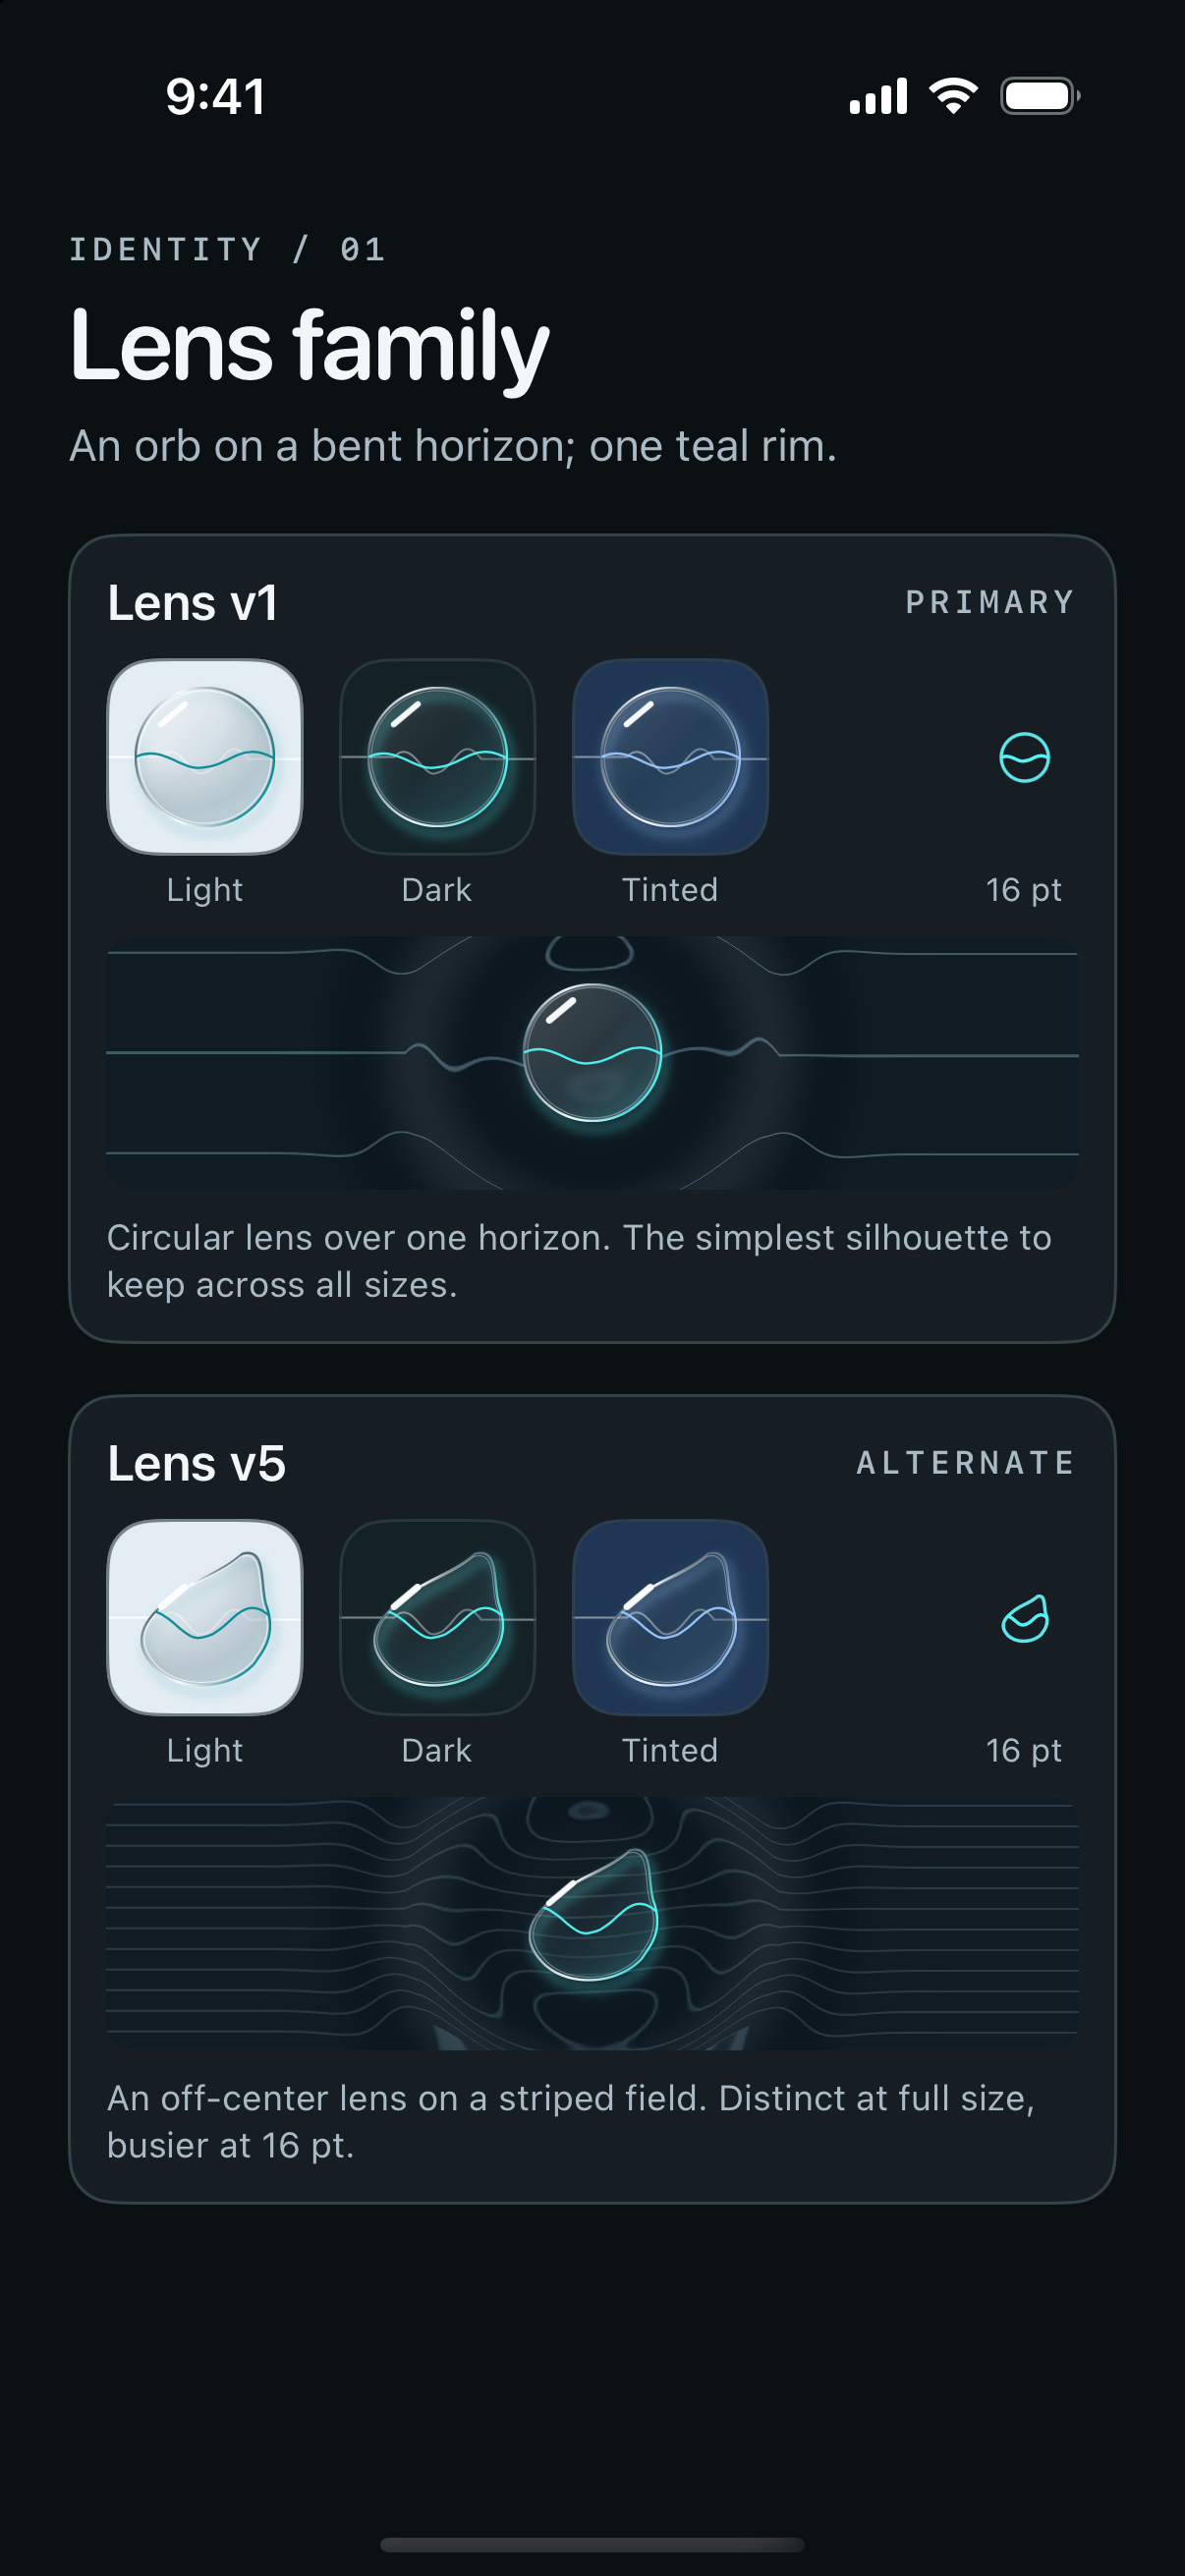 9:41
IDENTITY / 01
Lens family
An orb on a bent horizon; one teal rim.
Lens v1
PRIMARY
Light
Dark
Tinted
16 pt
Circular lens over one horizon. The simplest silhouette to
keep across all sizes.
Lens v5
ALTERNATE
Light
Dark
Tinted
16 pt
An off-center lens on a striped field. Distinct at full size,
busier at 16 pt.